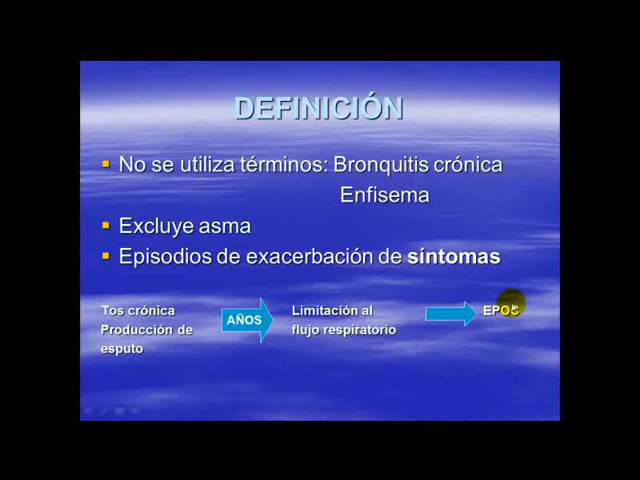 DEFINICIÓN
No se utiliza términos: Bronquitis crónica
Enfisema
Excluye asma
Episodios de exacerbación de síntomas
Tos crónica
Producción de
esputo
AÑOS
Limitación al
flujo respiratorio
EPOC